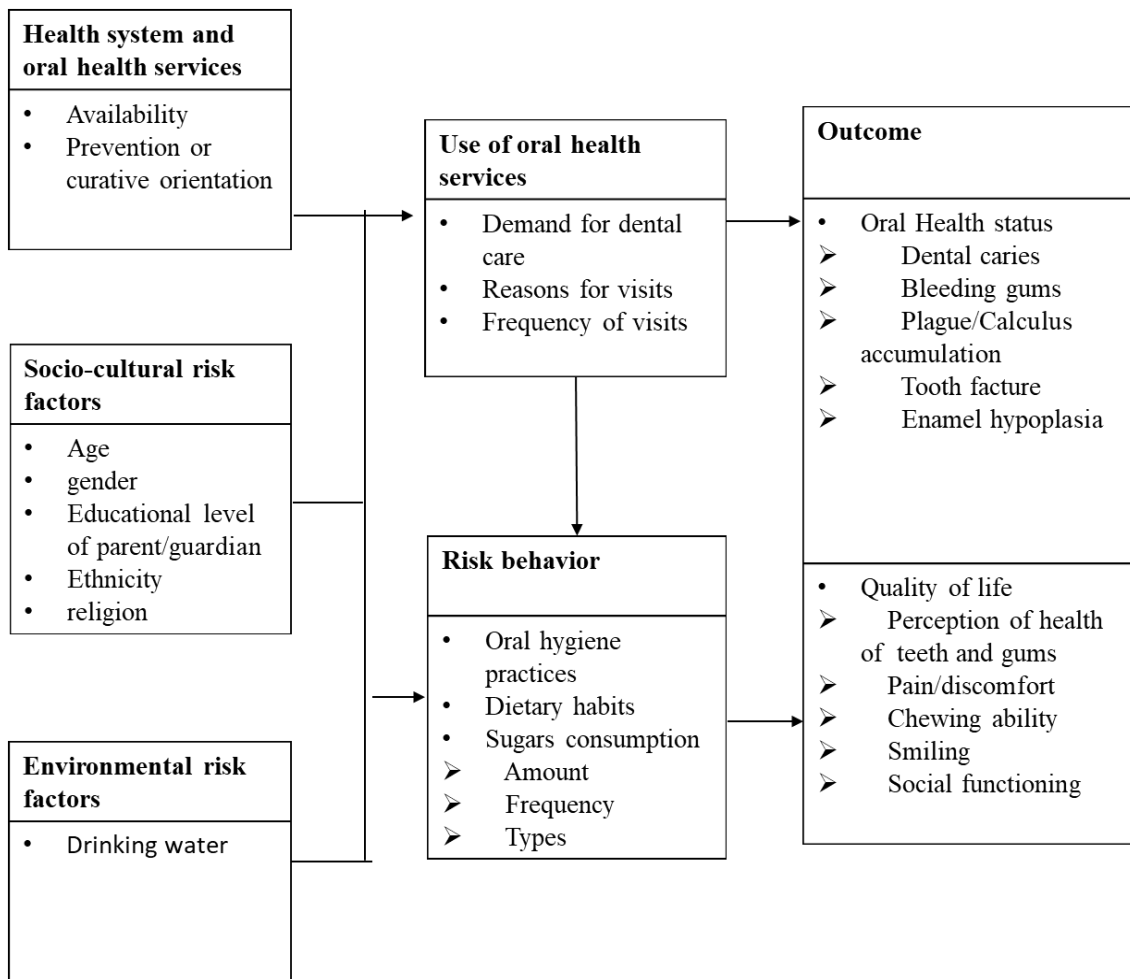 Health system and
oral health services
• Availability
• Prevention or
curative orientation
Socio-cultural risk
factors
• Age
• gender
• Educational level
of parent/guardian
• Ethnicity
• religion
Environmental risk
factors
• Drinking water
Use of oral health
services
• Demand for dental
care
• Reasons for visits
• Frequency of visits
Risk behavior
• Oral hygiene
practices
• Dietary habits
• Sugars consumption
➢ Amount
➢ Frequency
➢ Types
Outcome
• Oral Health status
➢ Dental caries
➢ Bleeding gums
➢ Plague/Calculus
accumulation
➢ Tooth facture
➢ Enamel hypoplasia
• Quality of life
➢ Perception of health
of teeth and gums
➢ Pain/discomfort
➢ Chewing ability
➢ Smiling
➢ Social functioning